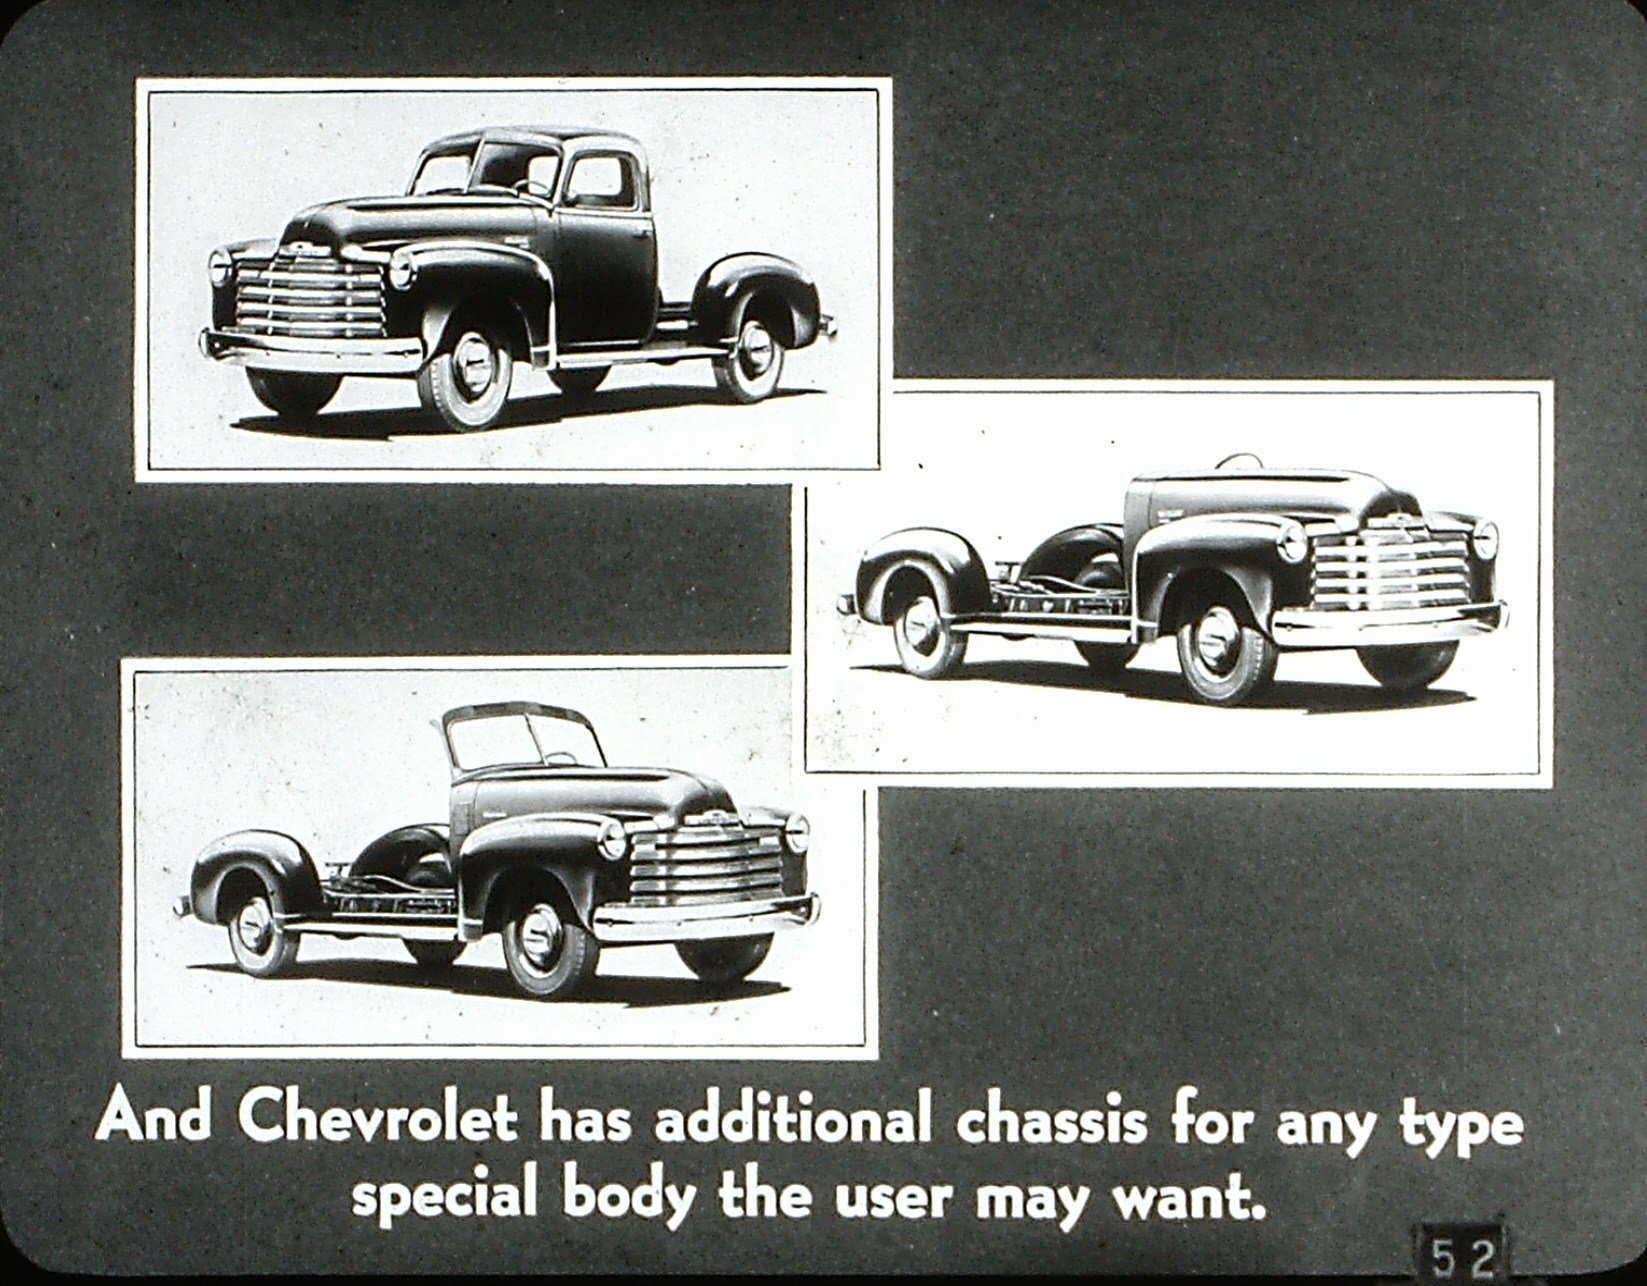 And Chevrolet has additional chassis for any type
special body the user may want.
52